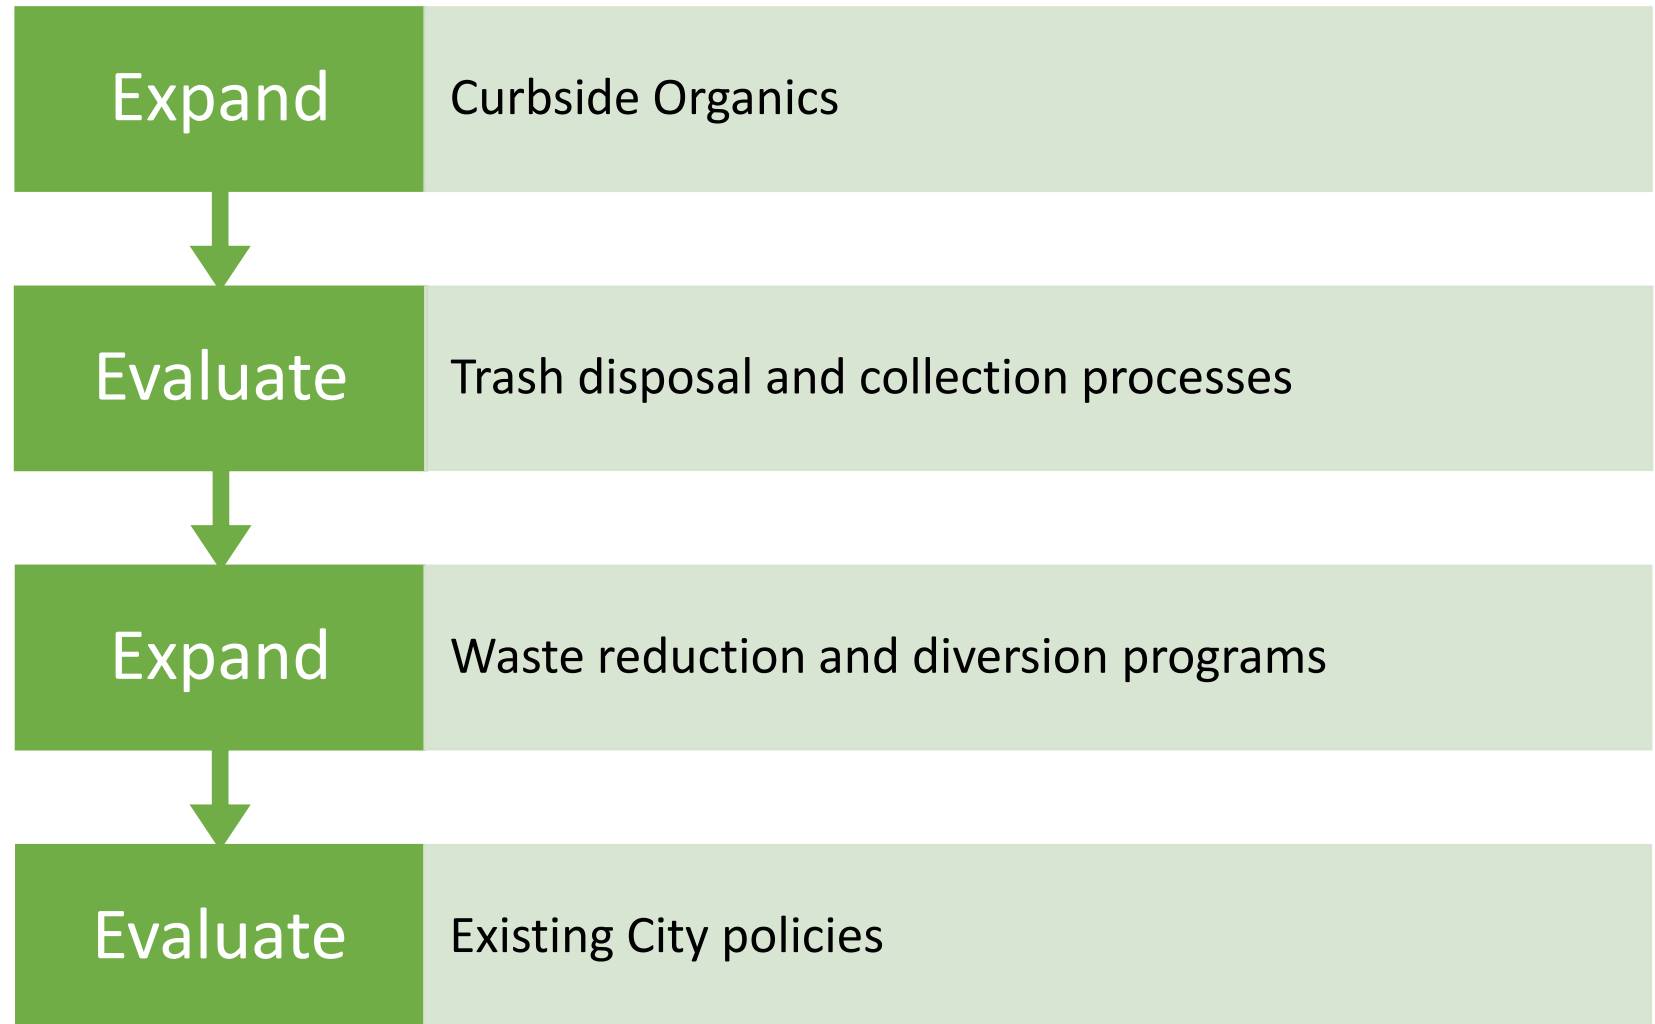 Expand
Curbside Organics
Evaluate
Trash disposal and collection processes
Expand
Waste reduction and diversion programs
Evaluate
Existing City policies